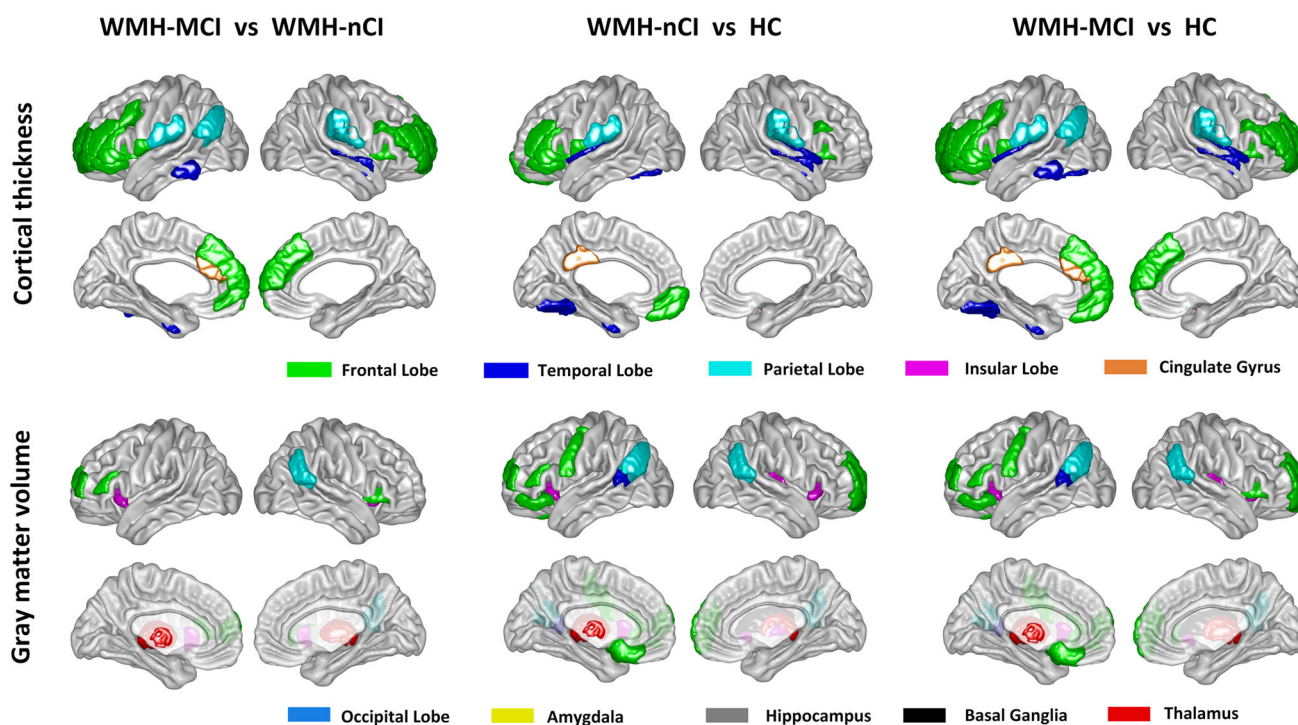 WMH-MCI vs WMH-nCI
WMH-nCI vs HC
WMH-MCI vs HC
Cortical thickness
Frontal Lobe
Temporal Lobe
Parietal Lobe
Insular Lobe
Cingulate Gyrus
Gray matter volume
Occipital Lobe
Amygdala
Hippocampus
Basal Ganglia
Thalamus